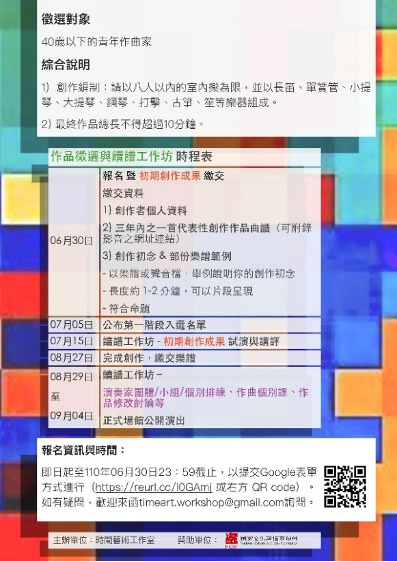 徵選對象
40歲以下的青年作曲家
綜合說明
1) 創作編制：請以八人以內的室內樂為限，並以長笛、單簧管、小提
琴、大提琴、鋼琴、打擊、古箏、笙等樂器組成。
2) 最終作品總長不得超過10分鐘。
作品徵選與讀譜工作坊 時程表
報名 暨 初期創作成果 繳交
繳交資料
1) 創作者個人資料
06月30日
2) 三年內之一首代表性創作作品曲譜（可附錄
影音之網址連結）
3) 創作初念 & 部份樂譜範例
- 以樂譜或聲音檔，舉例說明你的創作初念
- 長度約 1-2 分鐘，可以片段呈現
- 符合命題
07月05日 公布第一階段入選名單
07月15日 讀譜工作坊 - 初期創作成果 試演與講評
08月27日 完成創作，繳交樂譜
08月29日 讀譜工作坊 –
至 演奏家團體/小組/個別排練、作曲個別課、作
品修改討論等
09月04日 正式場館公開演出
報名資訊與時間：
即日起至110年06月30日23：59截止，以提交Google表單
方式進行（https://reurl.cc/l0GAmj 或右方 QR code）。
如有疑問，歡迎來函timeart.workshop@gmail.com詢問。
主辦單位：時間藝術工作室 贊助單位：